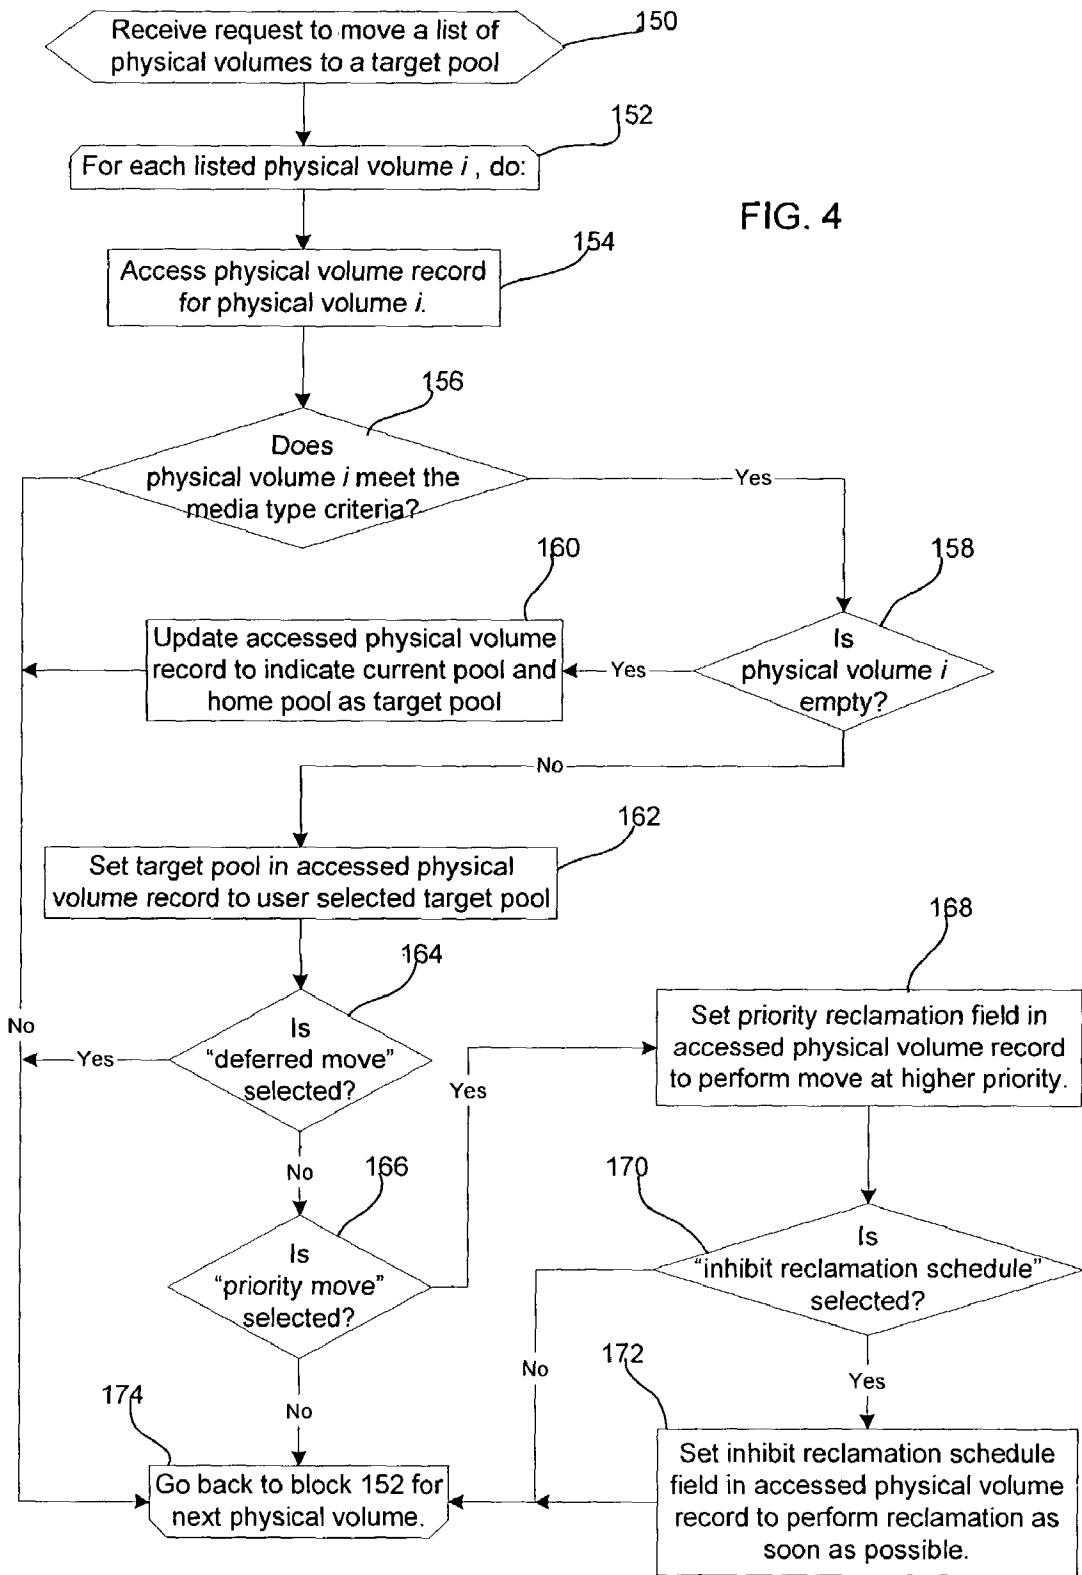 Receive request to move a list of
physical volumes to a target pool
150
152
For each listed physical volume i , do:
FIG. 4
154
Access physical volume record
for physical volume i.
156
Does
physical volume i meet the
media type criteria?
Yes
160
158
Update accessed physical volume
record to indicate current pool and
home pool as target pool
Yes
Is
physical volume i
empty?
No
162
Set target pool in accessed physical
volume record to user selected target pool
168
164
Set priority reclamation field in
accessed physical volume record
to perform move at higher priority.
No
Is
“deferred move”
selected?
Yes
Yes
No
166
170
Is
“priority move”
selected?
Is
“inhibit reclamation schedule”
selected?
No
172
Yes
174
No
Go back to block 152 for
next physical volume.
Set inhibit reclamation schedule
field in accessed physical volume
record to perform reclamation as
soon as possible.